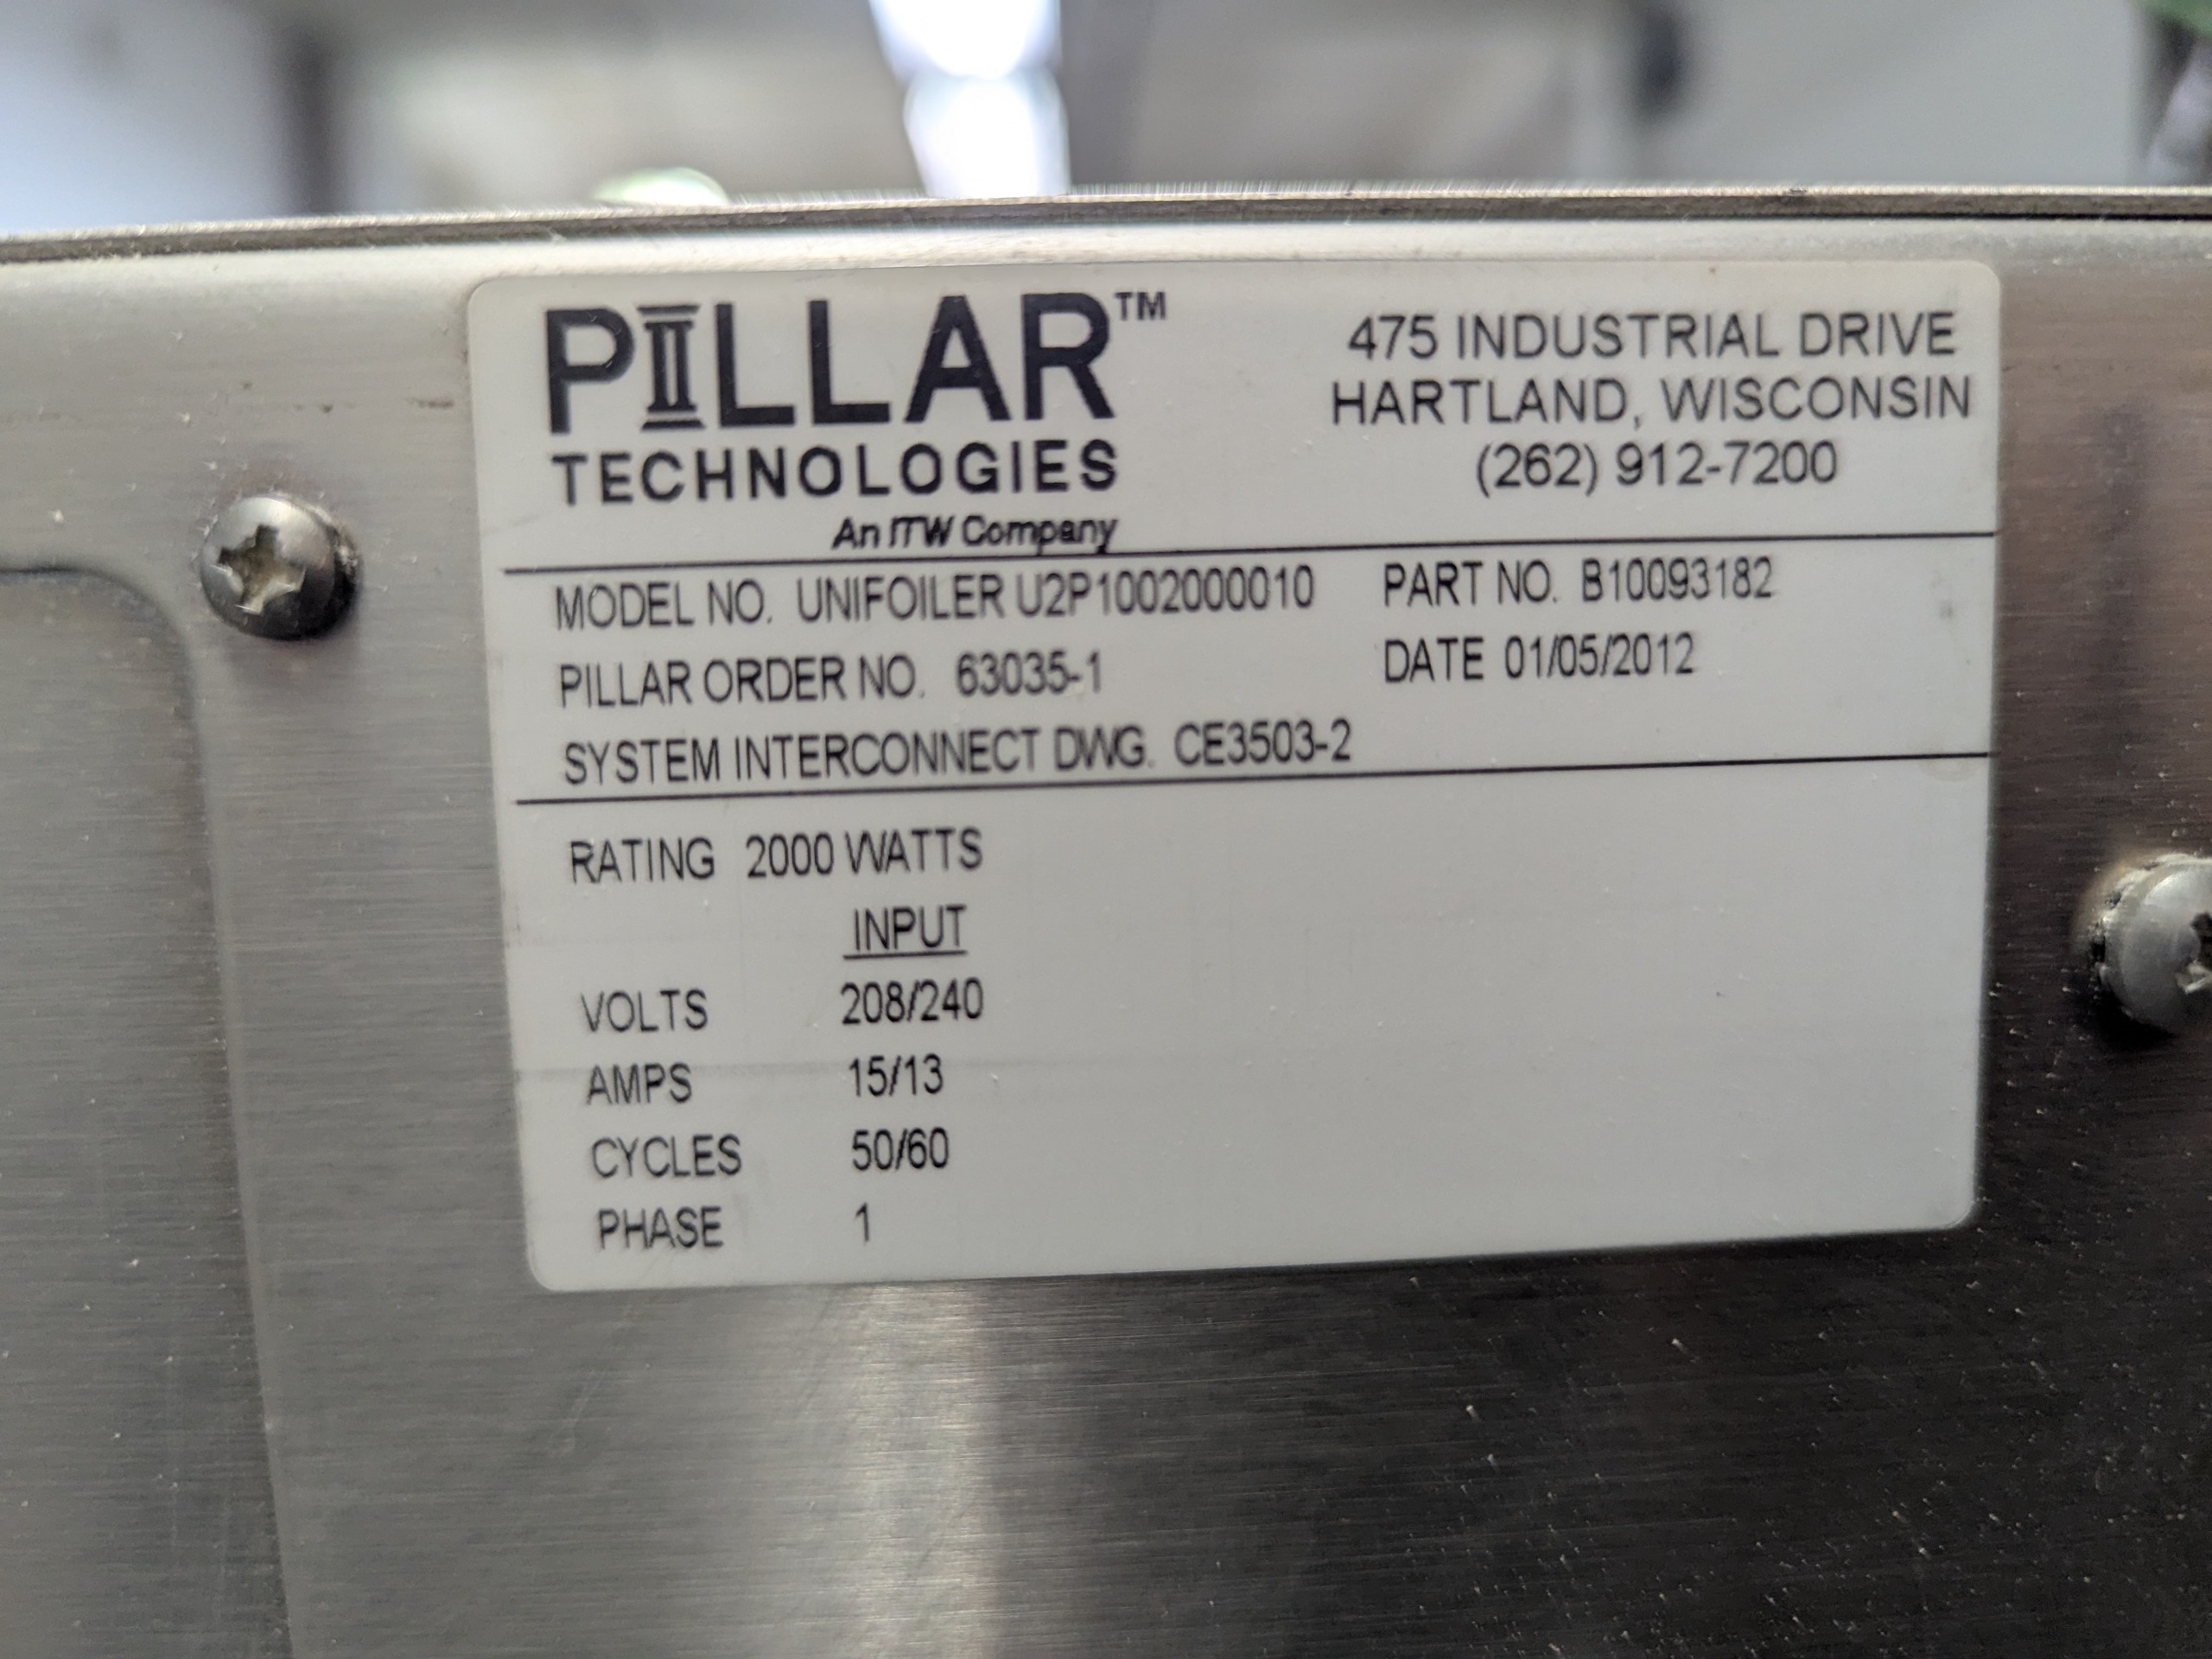 PILLAR™
TECHNOLOGIES
An ITW Company
475 INDUSTRIAL DRIVE
HARTLAND, WISCONSIN
(262) 912-7200
MODEL NO. UNIFOILER U2P1002000010 PART NO. B10093182
PILLAR ORDER NO. 63035-1 DATE 01/05/2012
SYSTEM INTERCONNECT DWG. CE3503-2
RATING 2000 WATTS
INPUT
VOLTS 208/240
AMPS 15/13
CYCLES 50/60
PHASE 1